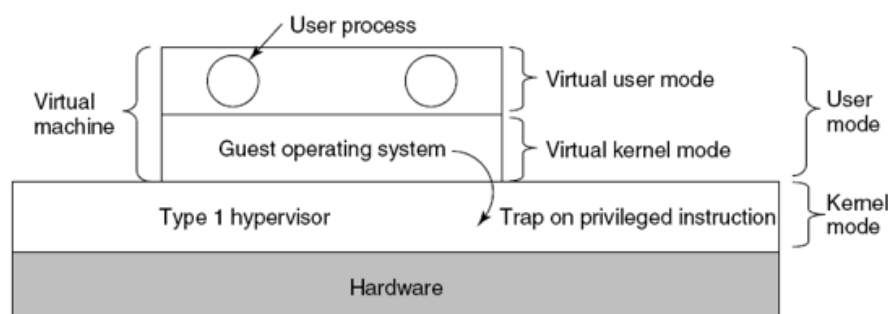 User process
Virtual
machine
Virtual user mode
User
mode
Guest operating system
Virtual kernel mode
Type 1 hypervisor
Trap on privileged instruction
Kernel
mode
Hardware